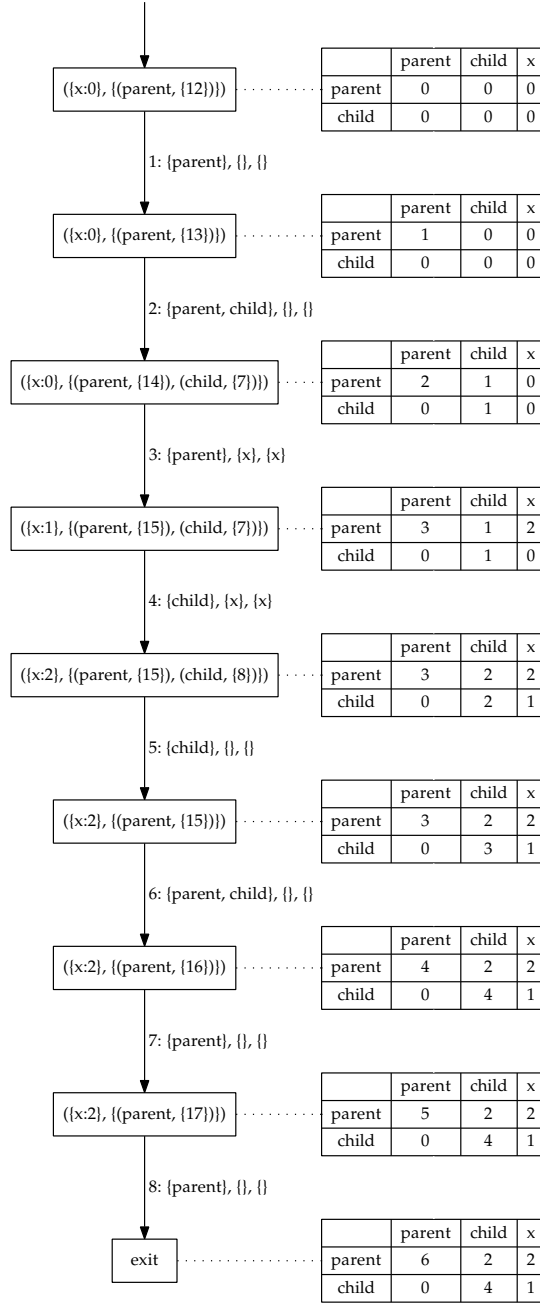 parent child x
({x:0}, {(parent, {12})}) parent 0 0 0
child 0 0 0
1: {parent}, {}, {}
parent child x
({x:0}, {(parent, {13})}) parent 1 0 0
child 0 0 0
2: {parent, child}, {}, {}
parent child x
({x:0}, {(parent, {14}), (child, {7})}) parent 2 1 0
child 0 1 0
3: {parent}, {x}, {x}
parent child x
({x:1}, {(parent, {15}), (child, {7})}) parent 3 1 2
child 0 1 0
4: {child}, {x}, {x}
parent child x
({x:2}, {(parent, {15}), (child, {8})}) parent 3 2 2
child 0 2 1
5: {child}, {}, {}
parent child x
({x:2}, {(parent, {15})}) parent 3 2 2
child 0 3 1
6: {parent, child}, {}, {}
parent child x
({x:2}, {(parent, {16})}) parent 4 2 2
child 0 4 1
7: {parent}, {}, {}
parent child x
({x:2}, {(parent, {17})}) parent 5 2 2
child 0 4 1
8: {parent}, {}, {}
parent child x
exit parent 6 2 2
child 0 4 1